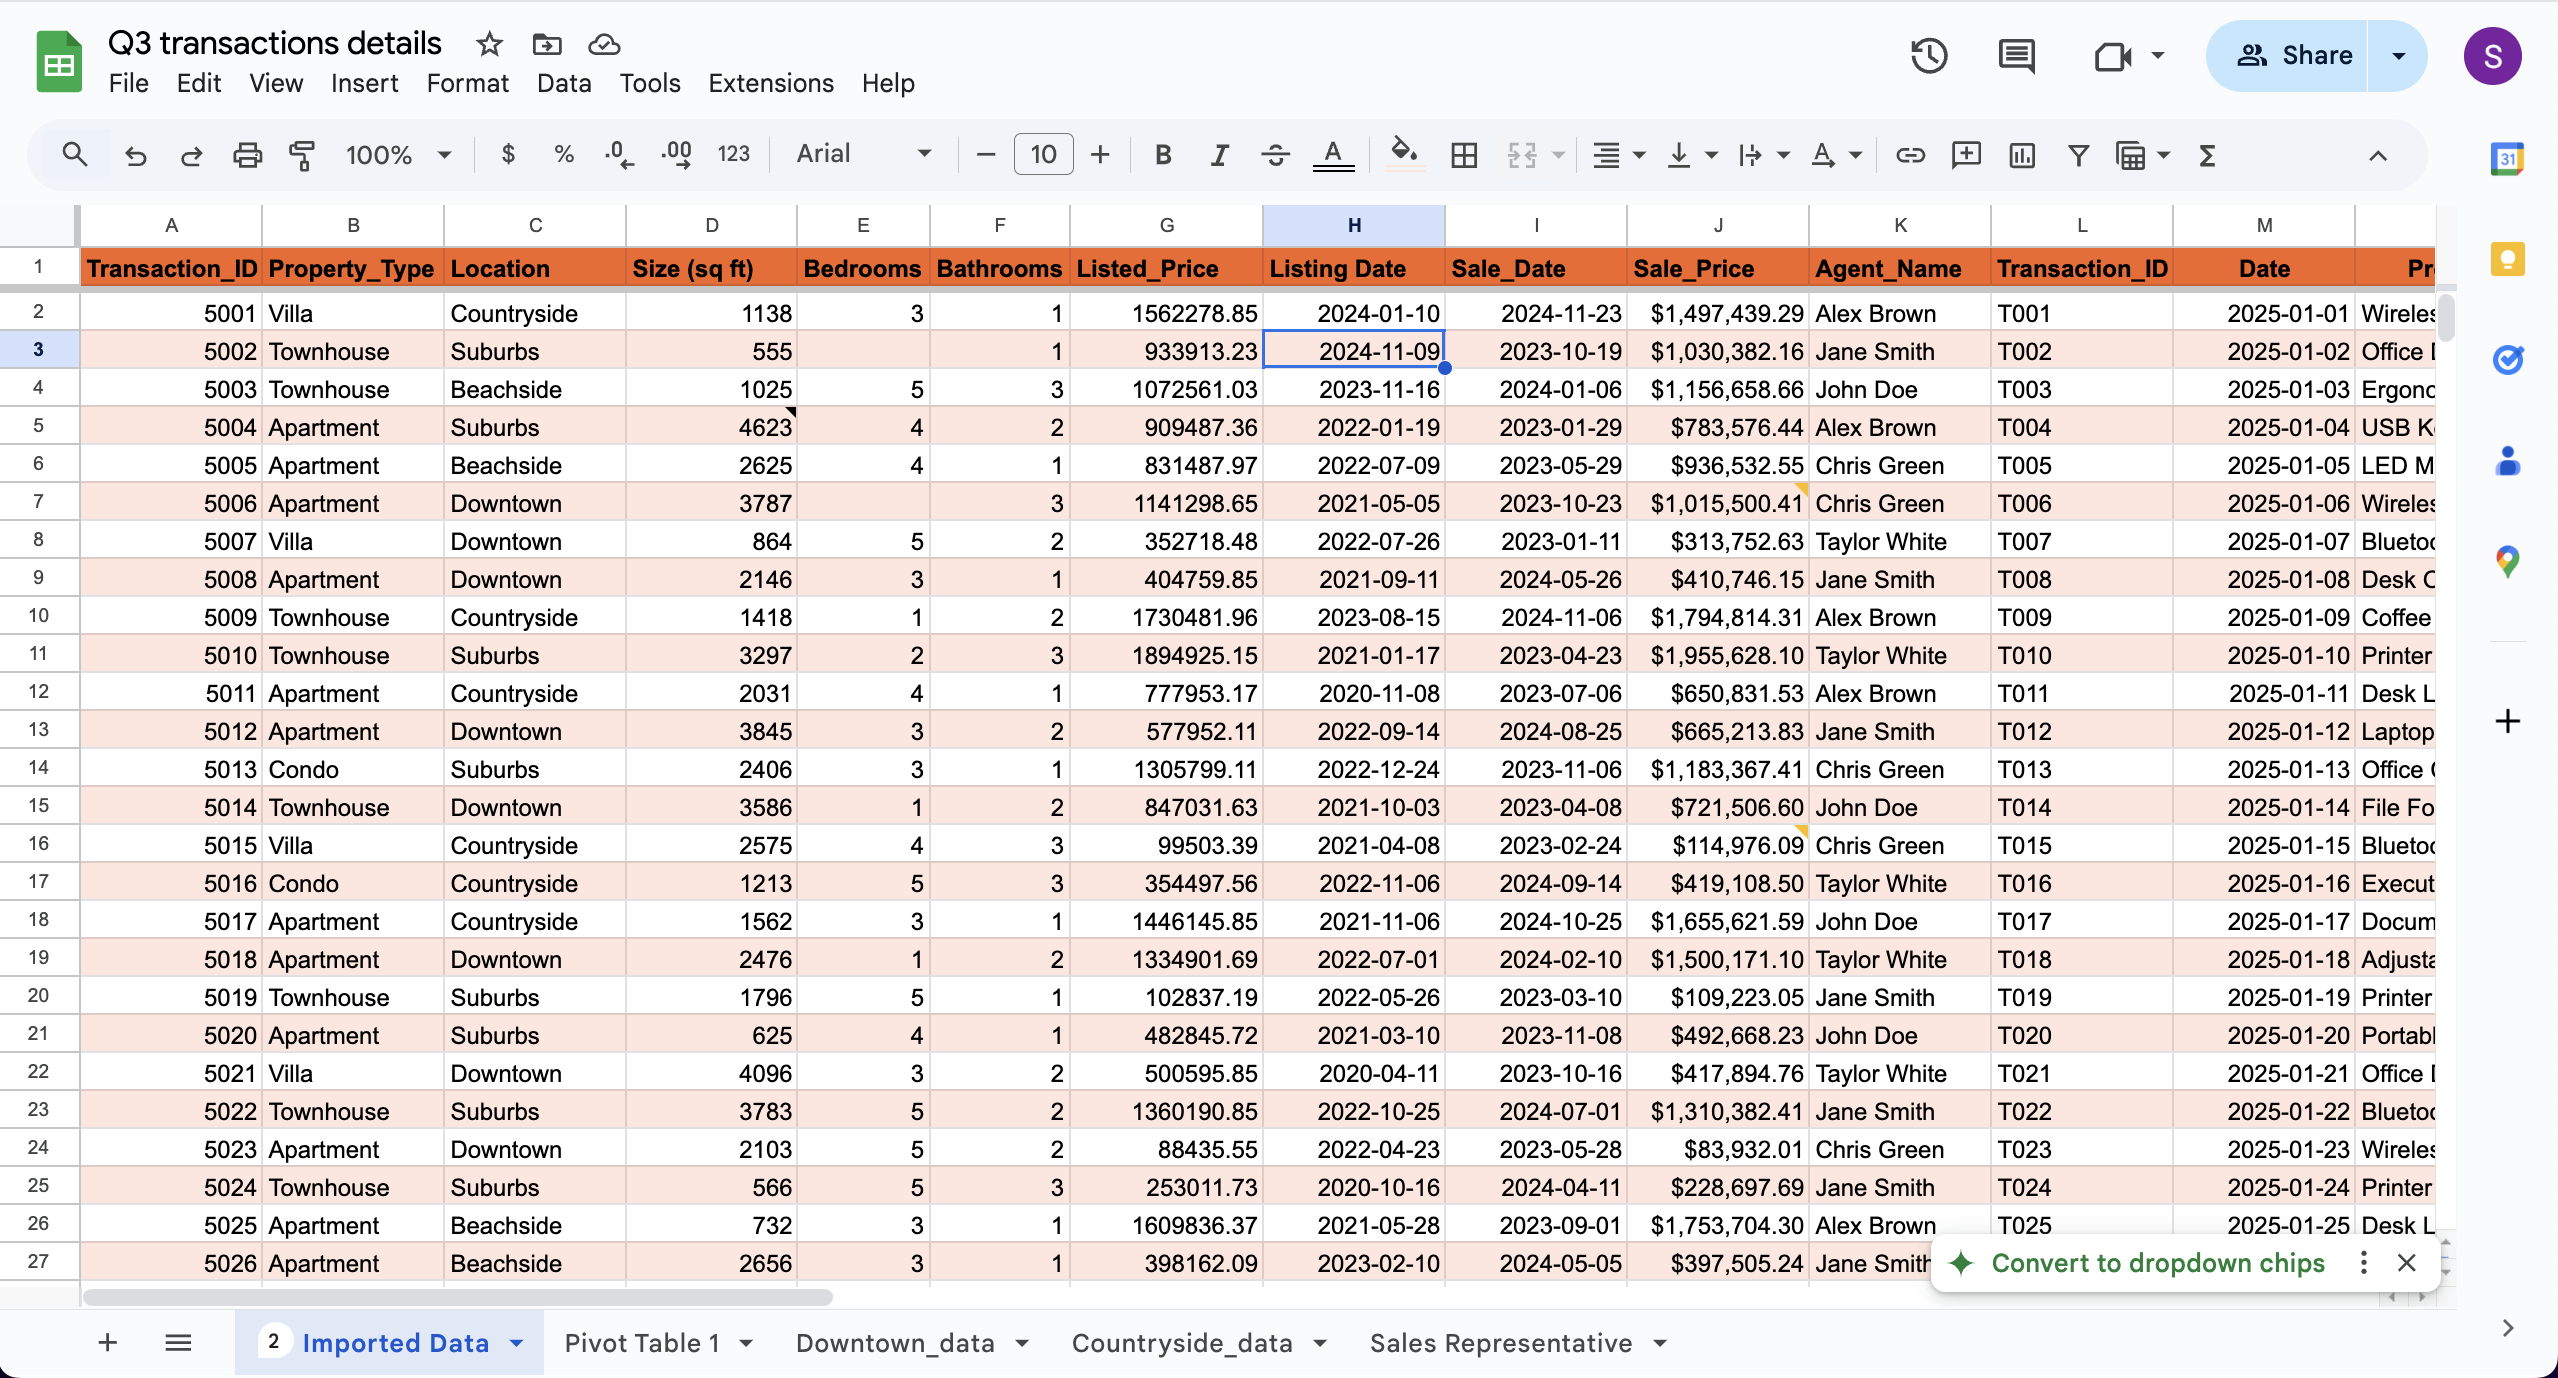 Q3 transactions details
File Edit View Insert Format Data Tools Extensions Help
Share
S
100% $ % .0 .00 123 Arial 10 B I A
31
A B C D E F G H I J K L M
1 Transaction_ID Property_Type Location Size (sq ft) Bedrooms Bathrooms Listed_Price Listing Date Sale_Date Sale_Price Agent_Name Transaction_ID Date Pr
2 5001 Villa Countryside 1138 3 1 1562278.85 2024-01-10 2024-11-23 $1,497,439.29 Alex Brown T001 2025-01-01 Wireles
3 5002 Townhouse Suburbs 555 1 933913.23 2024-11-09 2023-10-19 $1,030,382.16 Jane Smith T002 2025-01-02 Office
4 5003 Townhouse Beachside 1025 5 3 1072561.03 2023-11-16 2024-01-06 $1,156,658.66 John Doe T003 2025-01-03 Ergono
5 5004 Apartment Suburbs 4623 4 2 909487.36 2022-01-19 2023-01-29 $783,576.44 Alex Brown T004 2025-01-04 USB K
6 5005 Apartment Beachside 2625 4 1 831487.97 2022-07-09 2023-05-29 $936,532.55 Chris Green T005 2025-01-05 LED M
7 5006 Apartment Downtown 3787 3 1141298.65 2021-05-05 2023-10-23 $1,015,500.41 Chris Green T006 2025-01-06 Wireles
8 5007 Villa Downtown 864 5 2 352718.48 2022-07-26 2023-01-11 $313,752.63 Taylor White T007 2025-01-07 Bluetoo
9 5008 Apartment Downtown 2146 3 1 404759.85 2021-09-11 2024-05-26 $410,746.15 Jane Smith T008 2025-01-08 Desk C
10 5009 Townhouse Countryside 1418 1 2 1730481.96 2023-08-15 2024-11-06 $1,794,814.31 Alex Brown T009 2025-01-09 Coffee
11 5010 Townhouse Suburbs 3297 2 3 1894925.15 2021-01-17 2023-04-23 $1,955,628.10 Taylor White T010 2025-01-10 Printer
12 5011 Apartment Countryside 2031 4 1 777953.17 2020-11-08 2023-07-06 $650,831.53 Alex Brown T011 2025-01-11 Desk L
13 5012 Apartment Downtown 3845 3 2 577952.11 2022-09-14 2024-08-25 $665,213.83 Jane Smith T012 2025-01-12 Laptop
14 5013 Condo Suburbs 2406 3 1 1305799.11 2022-12-24 2023-11-06 $1,183,367.41 Chris Green T013 2025-01-13 Office
15 5014 Townhouse Downtown 3586 1 2 847031.63 2021-10-03 2023-04-08 $721,506.60 John Doe T014 2025-01-14 File Fo
16 5015 Villa Countryside 2575 4 3 99503.39 2021-04-08 2023-02-24 $114,976.09 Chris Green T015 2025-01-15 Bluetoo
17 5016 Condo Countryside 1213 5 3 354497.56 2022-11-06 2024-09-14 $419,108.50 Taylor White T016 2025-01-16 Execut
18 5017 Apartment Countryside 1562 3 1 1446145.85 2021-11-06 2024-10-25 $1,655,621.59 John Doe T017 2025-01-17 Docum
19 5018 Apartment Downtown 2476 1 2 1334901.69 2022-07-01 2024-02-10 $1,500,171.10 Taylor White T018 2025-01-18 Adjusta
20 5019 Townhouse Suburbs 1796 5 1 102837.19 2022-05-26 2023-03-10 $109,223.05 Jane Smith T019 2025-01-19 Printer
21 5020 Apartment Suburbs 625 4 1 482845.72 2021-03-10 2023-11-08 $492,668.23 John Doe T020 2025-01-20 Portabl
22 5021 Villa Downtown 4096 3 2 500595.85 2020-04-11 2023-10-16 $417,894.76 Taylor White T021 2025-01-21 Office
23 5022 Townhouse Suburbs 3783 5 2 1360190.85 2022-10-25 2024-07-01 $1,310,382.41 Jane Smith T022 2025-01-22 Bluetoo
24 5023 Apartment Downtown 2103 5 2 88435.55 2022-04-23 2023-05-28 $83,932.01 Chris Green T023 2025-01-23 Wireles
25 5024 Townhouse Suburbs 566 5 3 253011.73 2020-10-16 2024-04-11 $228,697.69 Jane Smith T024 2025-01-24 Printer
26 5025 Apartment Beachside 732 3 1 1609836.37 2021-05-28 2023-09-01 $1,753,704.30 Alex Brown T025 2025-01-25 Desk L
27 5026 Apartment Beachside 2656 3 1 398162.09 2023-02-10 2024-05-05 $397,505.24 Jane Smith
Convert to dropdown chips
2 Imported Data Pivot Table 1 Downtown_data Countryside_data Sales Representative